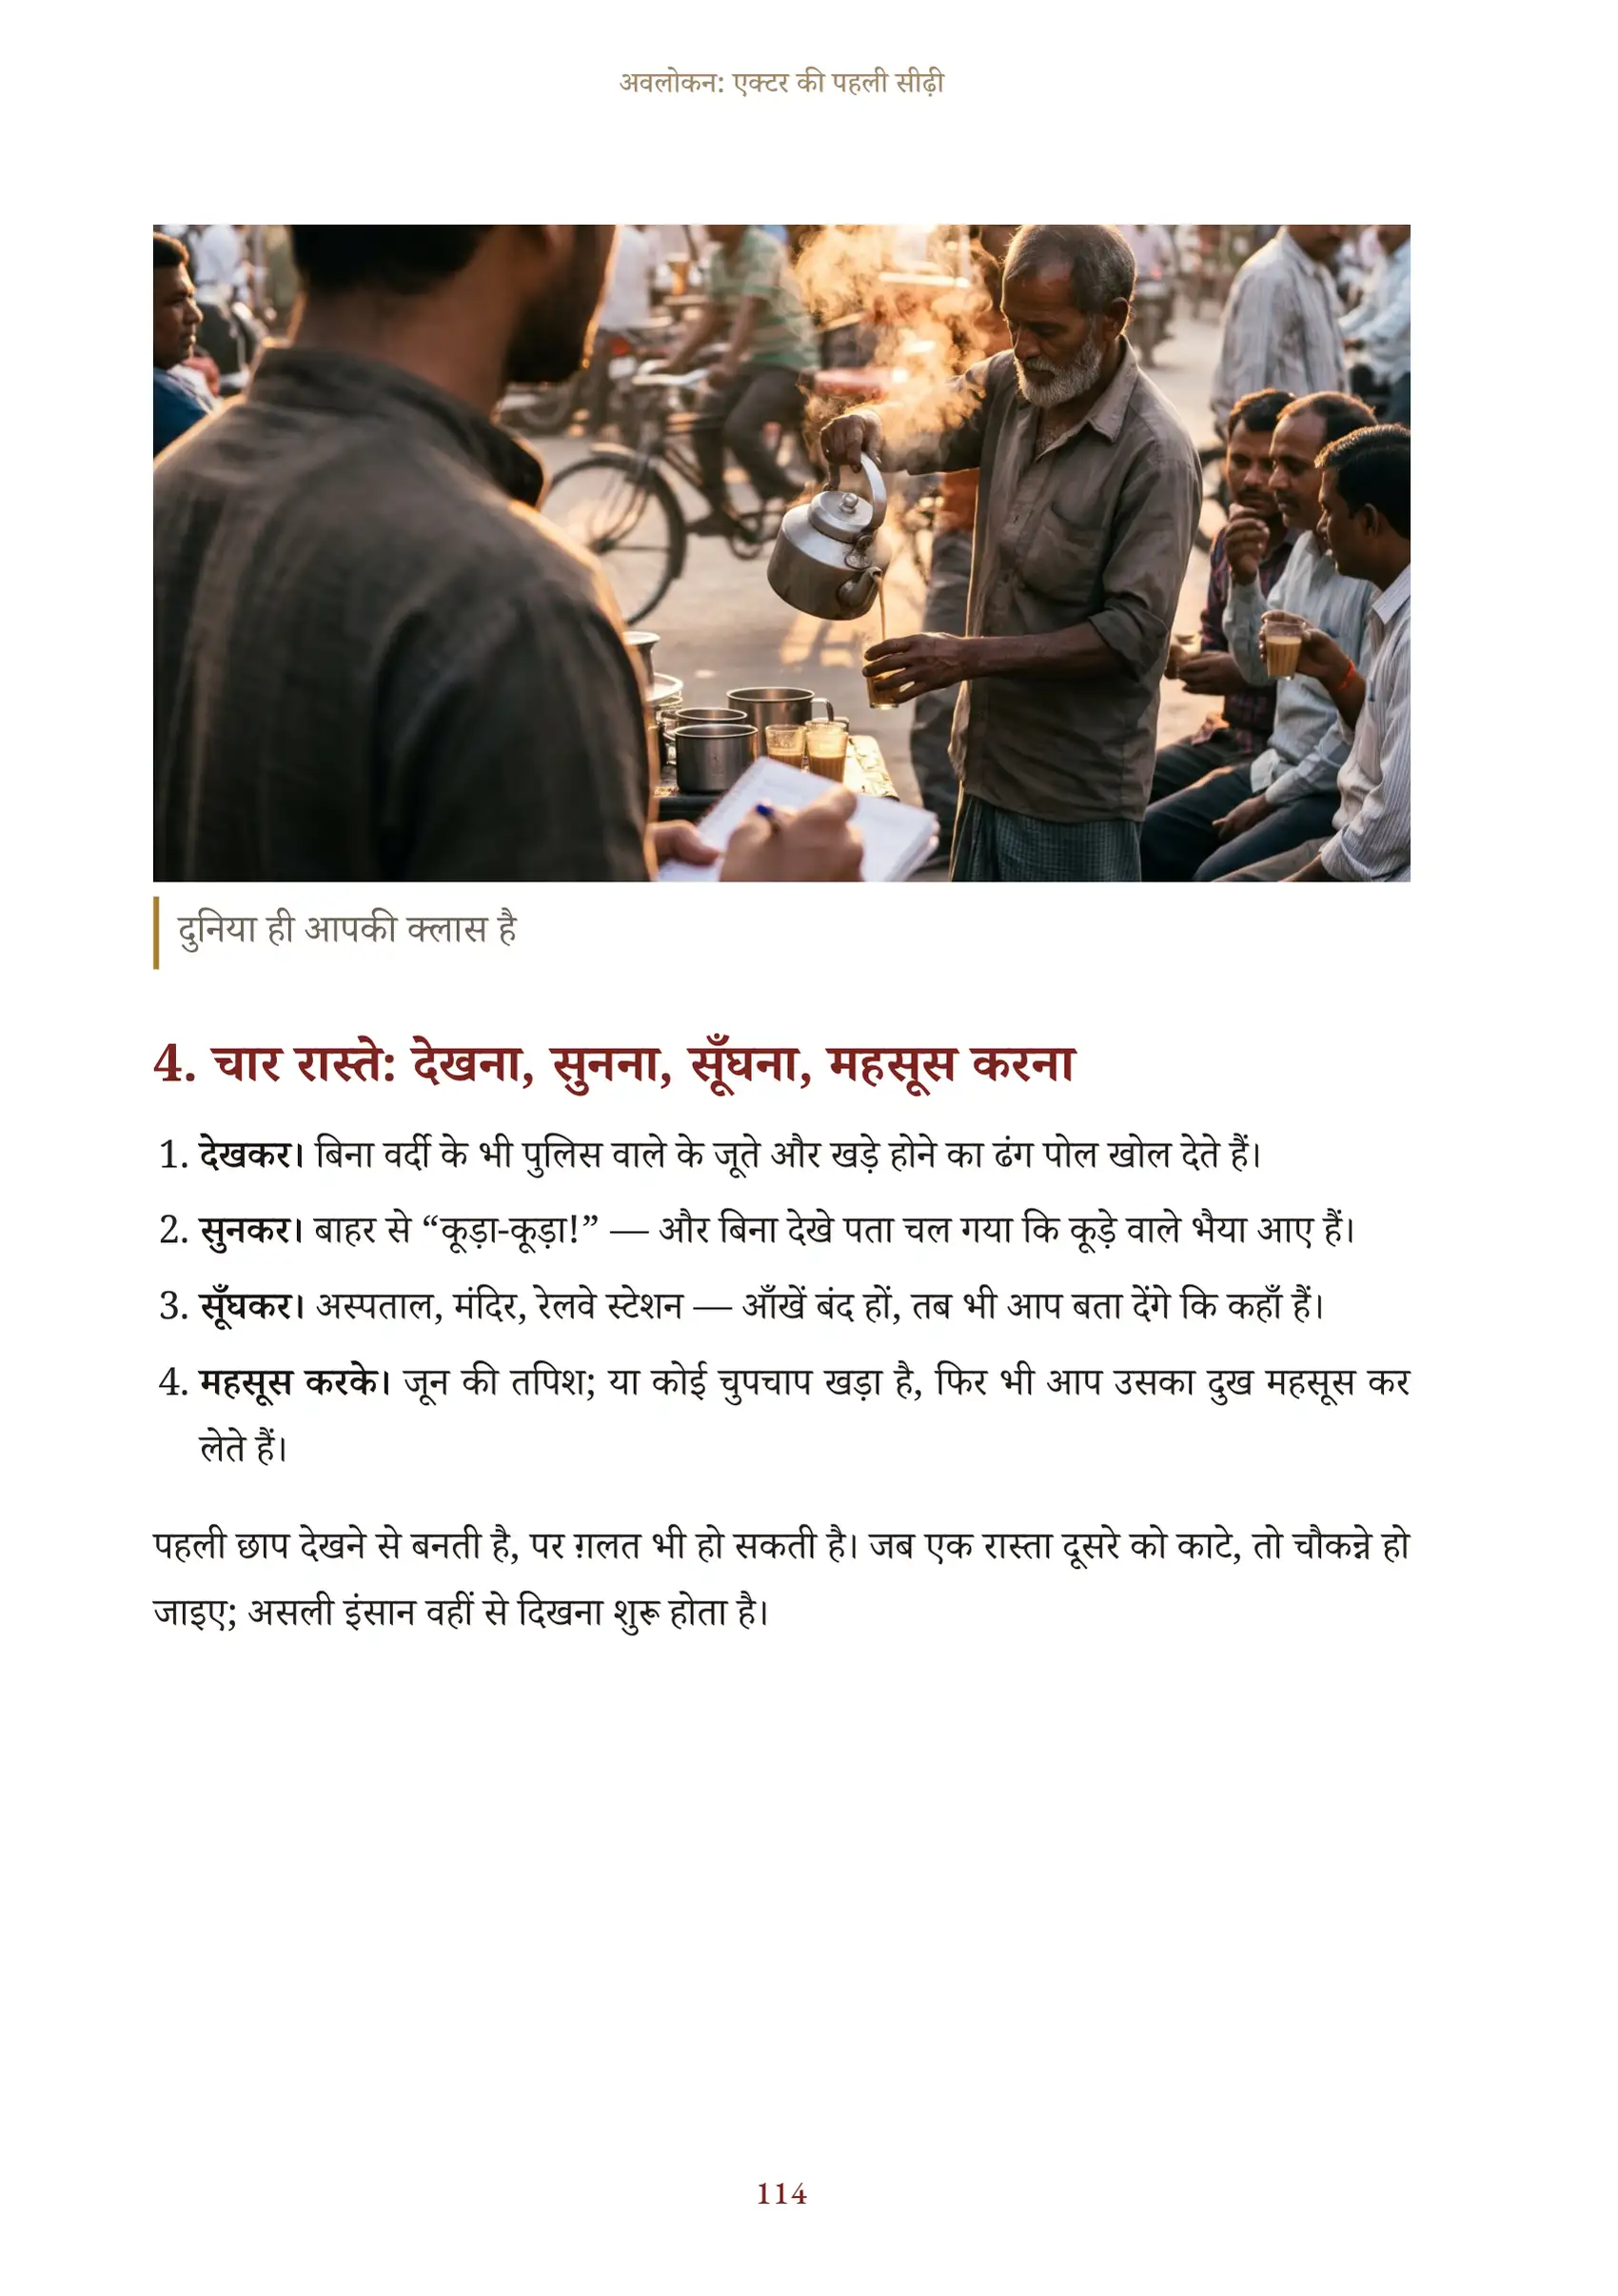 अवलोकन: एक्टर की पहली सीढ़ी
दुनिया ही आपकी क्लास है
4. चार रास्ते: देखना, सुनना, सूँघना, महसूस करना
1. देखकर। बिना वर्दी के भी पुलिस वाले के जूते और खड़े होने का ढंग पोल खोल देते हैं।
2. सुनकर। बाहर से “कूड़ा-कूड़ा!” — और बिना देखे पता चल गया कि कूड़े वाले भैया आए हैं।
3. सूँघकर। अस्पताल, मंदिर, रेलवे स्टेशन — आँखें बंद हों, तब भी आप बता देंगे कि कहाँ हैं।
4. महसूस करके। जून की तपिश; या कोई चुपचाप खड़ा है, फिर भी आप उसका दुख महसूस कर
लेते हैं।
पहली छाप देखने से बनती है, पर ग़लत भी हो सकती है। जब एक रास्ता दूसरे को काटे, तो चौकन्ने हो
जाइए; असली इंसान वहीं से दिखना शुरू होता है।
114